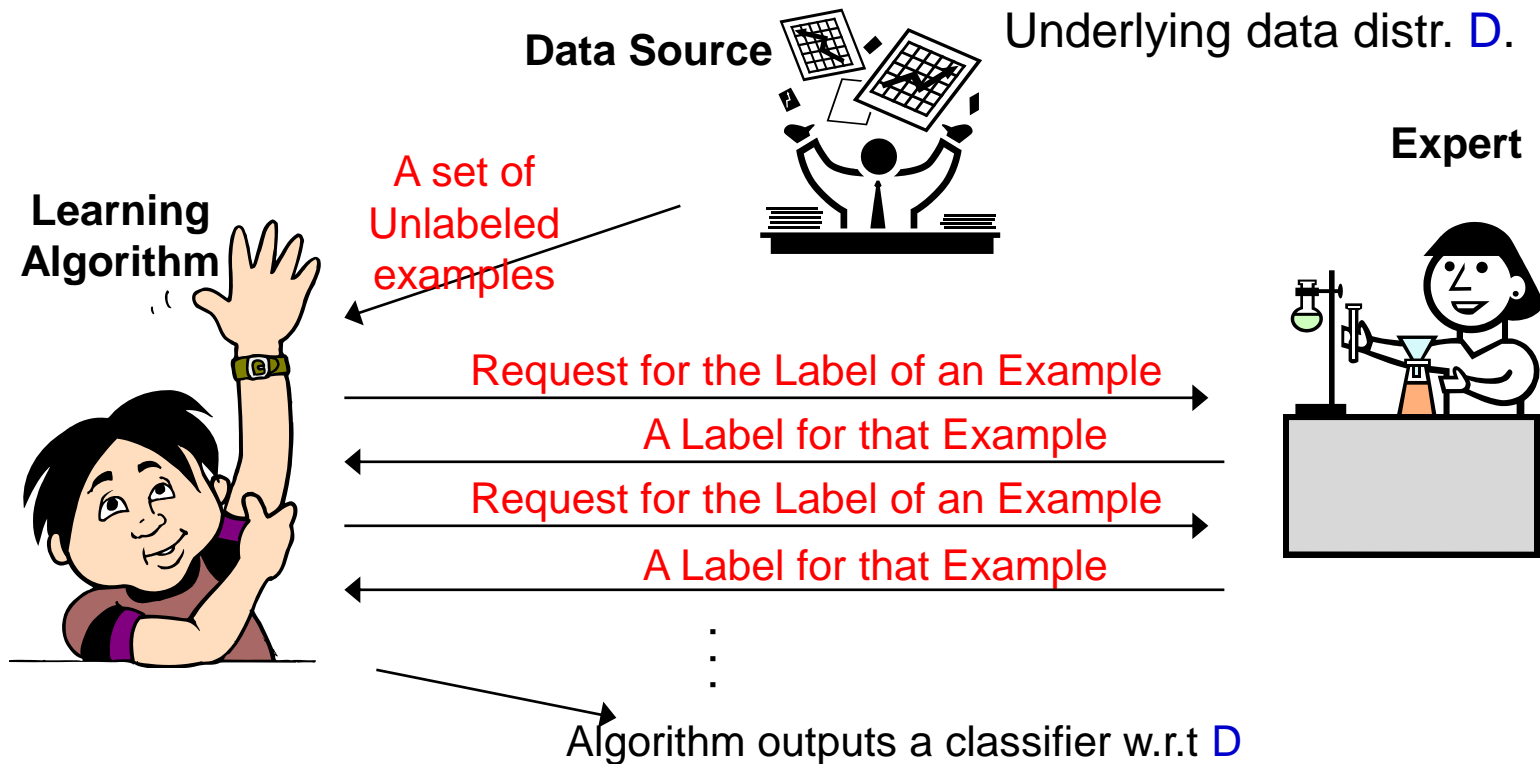 Underlying data distr. D.
Data Source
Expert
A set of
Unlabeled
examples
Learning
Algorithm
Request for the Label of an Example
A Label for that Example
Request for the Label of an Example
A Label for that Example
.
.
.
Algorithm outputs a classifier w.r.t D